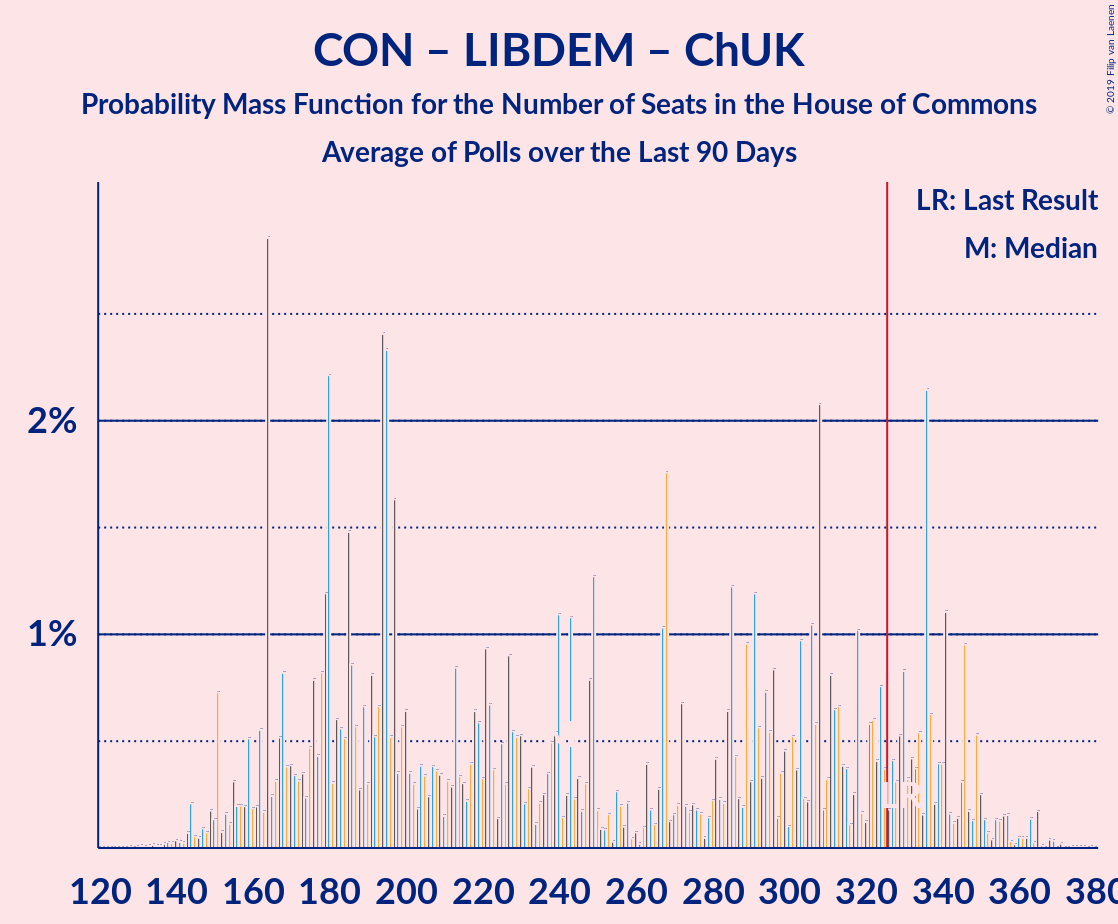 CON – LIBDEM – ChUK
Probability Mass Function for the Number of Seats in the House of Commons
Average of Polls over the Last 90 Days
© 2019 Filip van Laenen
LR: Last Result
M: Median
2%
1%
120 140 160 180 200 220 240 260 280 300 320 340 360 380